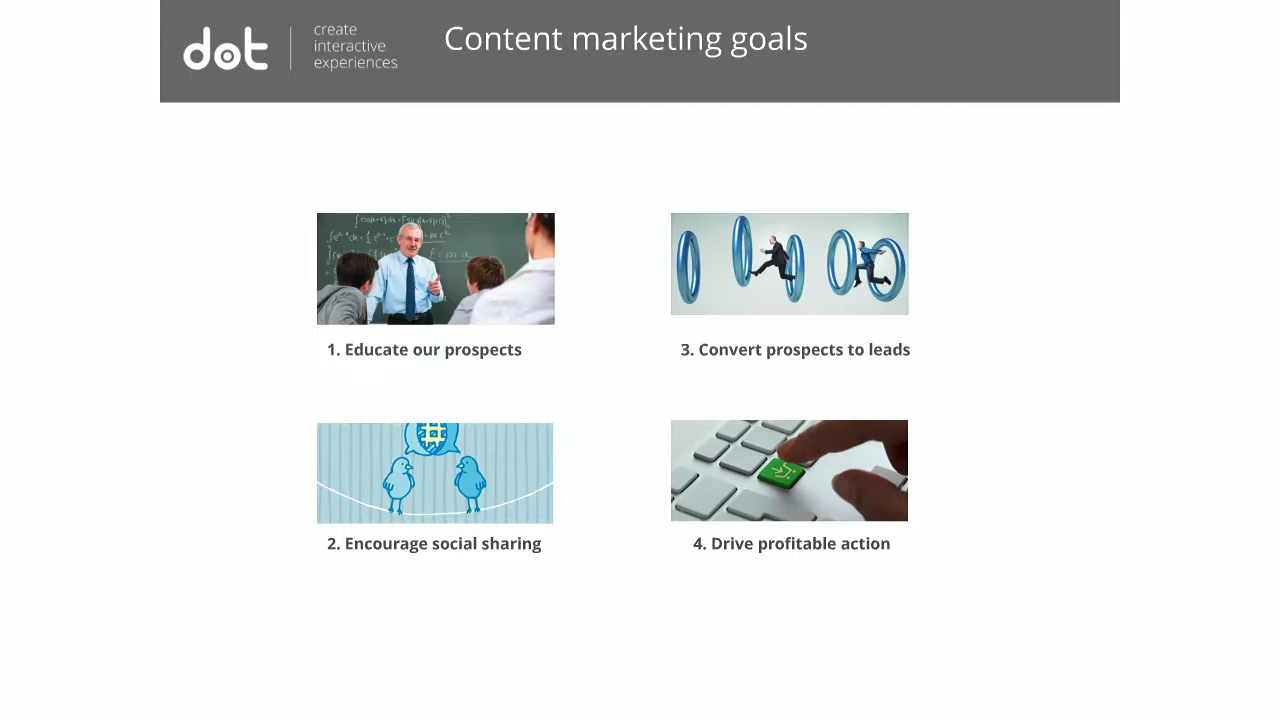 dot
create
interactive
experiences
Content marketing goals
1. Educate our prospects
3. Convert prospects to leads
#
2. Encourage social sharing
4. Drive profitable action